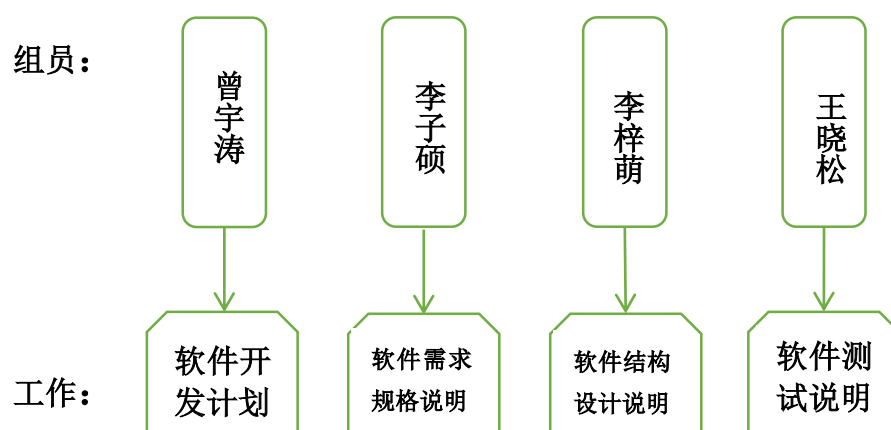 组员：
曾宇涛
李子硕
李梓萌
王晓松
工作：
软件开
发计划
软件需求
规格说明
软件结构
设计说明
软件测
试说明